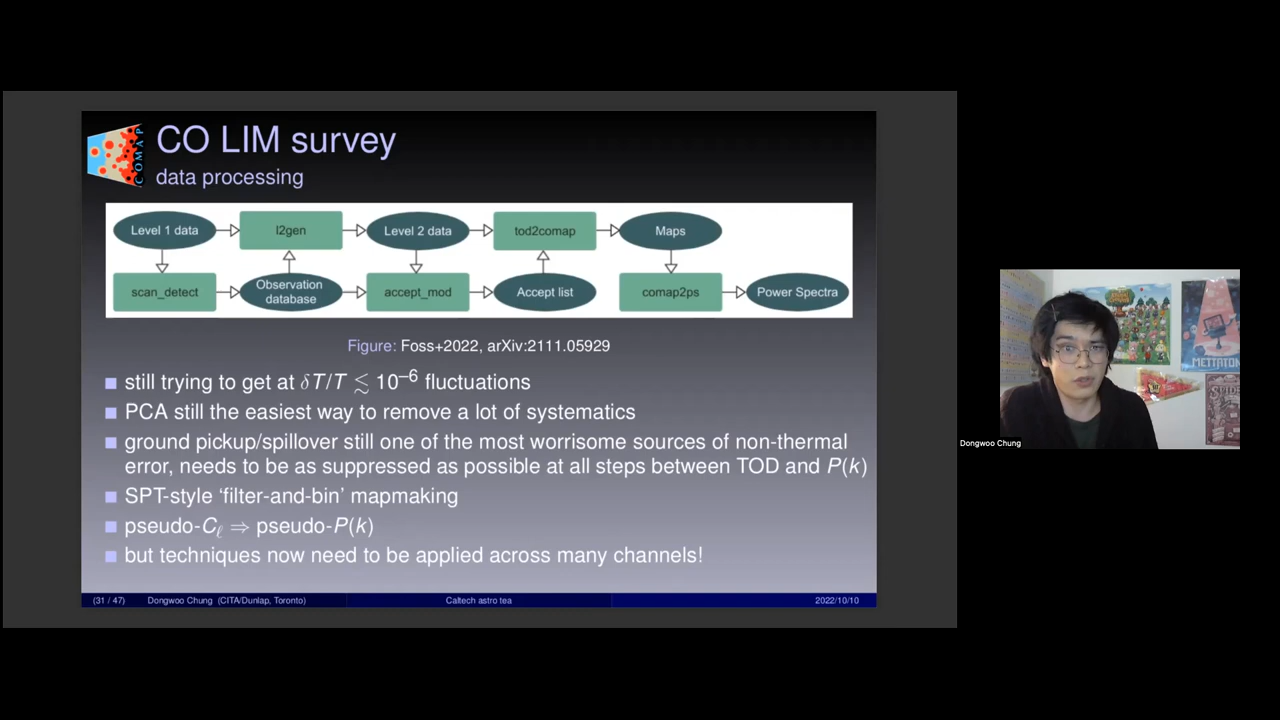 COMAP
CO LIM survey
data processing
Level 1 data
l2gen
Level 2 data
tod2comap
Maps
scan_detect
Observation
database
accept_mod
Accept list
comap2ps
Power Spectra
Figure: Foss+2022, arXiv:2111.05929
still trying to get at δT/T ≲ 10⁻⁶ fluctuations
PCA still the easiest way to remove a lot of systematics
ground pickup/spillover still one of the most worrisome sources of non-thermal
error, needs to be as suppressed as possible at all steps between TOD and P(k)
SPT-style ‘filter-and-bin’ mapmaking
pseudo-Cℓ ⇒ pseudo-P(k)
but techniques now need to be applied across many channels!
(31 / 47) Dongwoo Chung (CITA/Dunlap, Toronto) Caltech astro tea 2022/10/10
METTATON
Dongwoo Chung